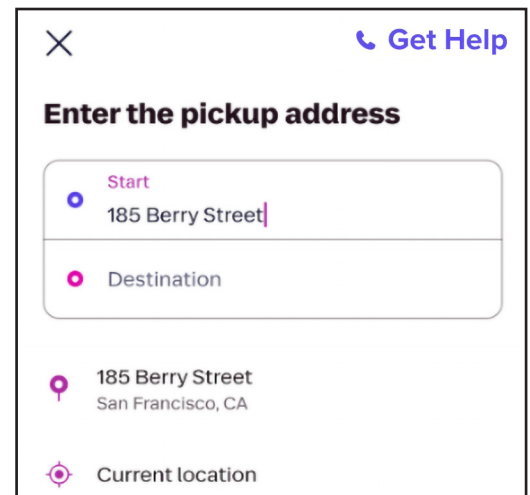 Get Help
Enter the pickup address
Start
185 Berry Street
Destination
185 Berry Street
San Francisco, CA
Current location